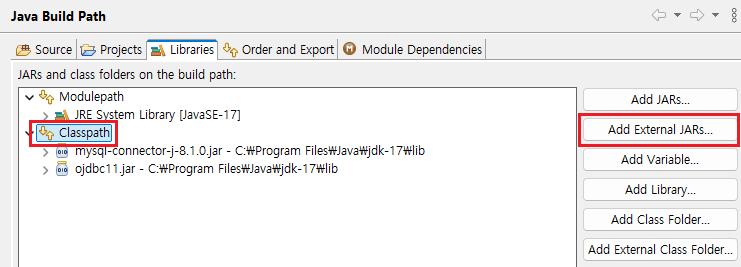 Java Build Path
Source Projects Libraries Order and Export Module Dependencies
JARs and class folders on the build path:
Modulepath
JRE System Library [JavaSE-17]
Classpath
mysql-connector-j-8.1.0.jar - C:₩Program Files₩Java₩jdk-17₩lib
ojdbc11.jar - C:₩Program Files₩Java₩jdk-17₩lib
Add JARs...
Add External JARs...
Add Variable...
Add Library...
Add Class Folder...
Add External Class Folder...